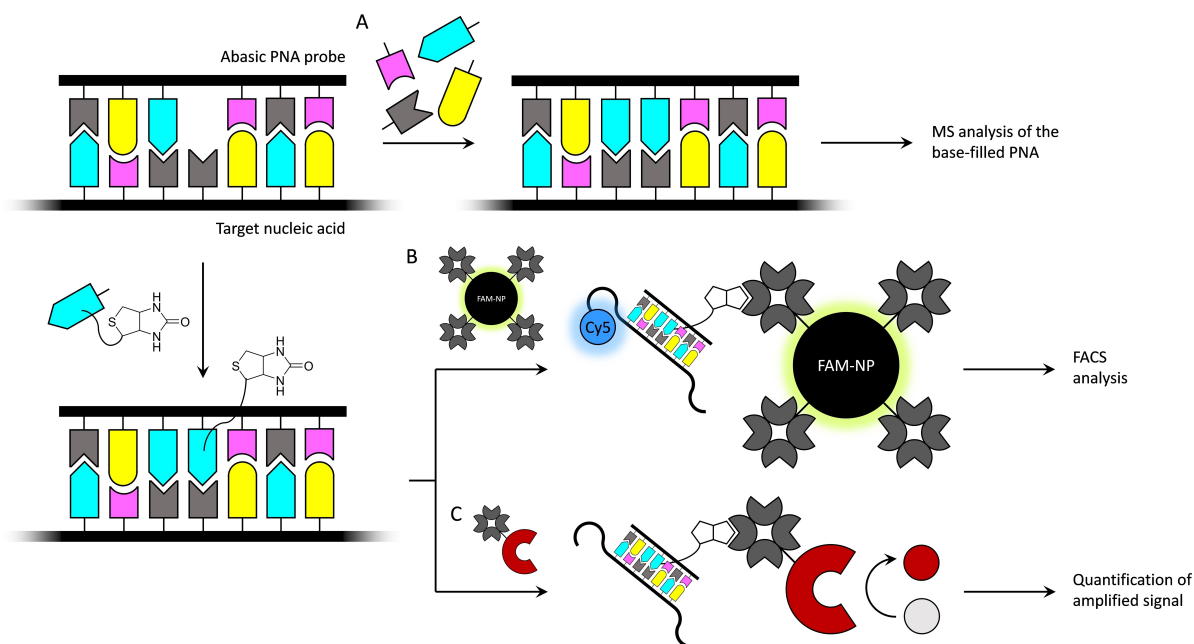 A
Abasic PNA probe
MS analysis of the
base-filled PNA
Target nucleic acid
B
FAM-NP
H
N
S
O
N
H
Cy5
FAM-NP
FACS
analysis
H
N
S
O
N
H
C
Quantification of
amplified signal